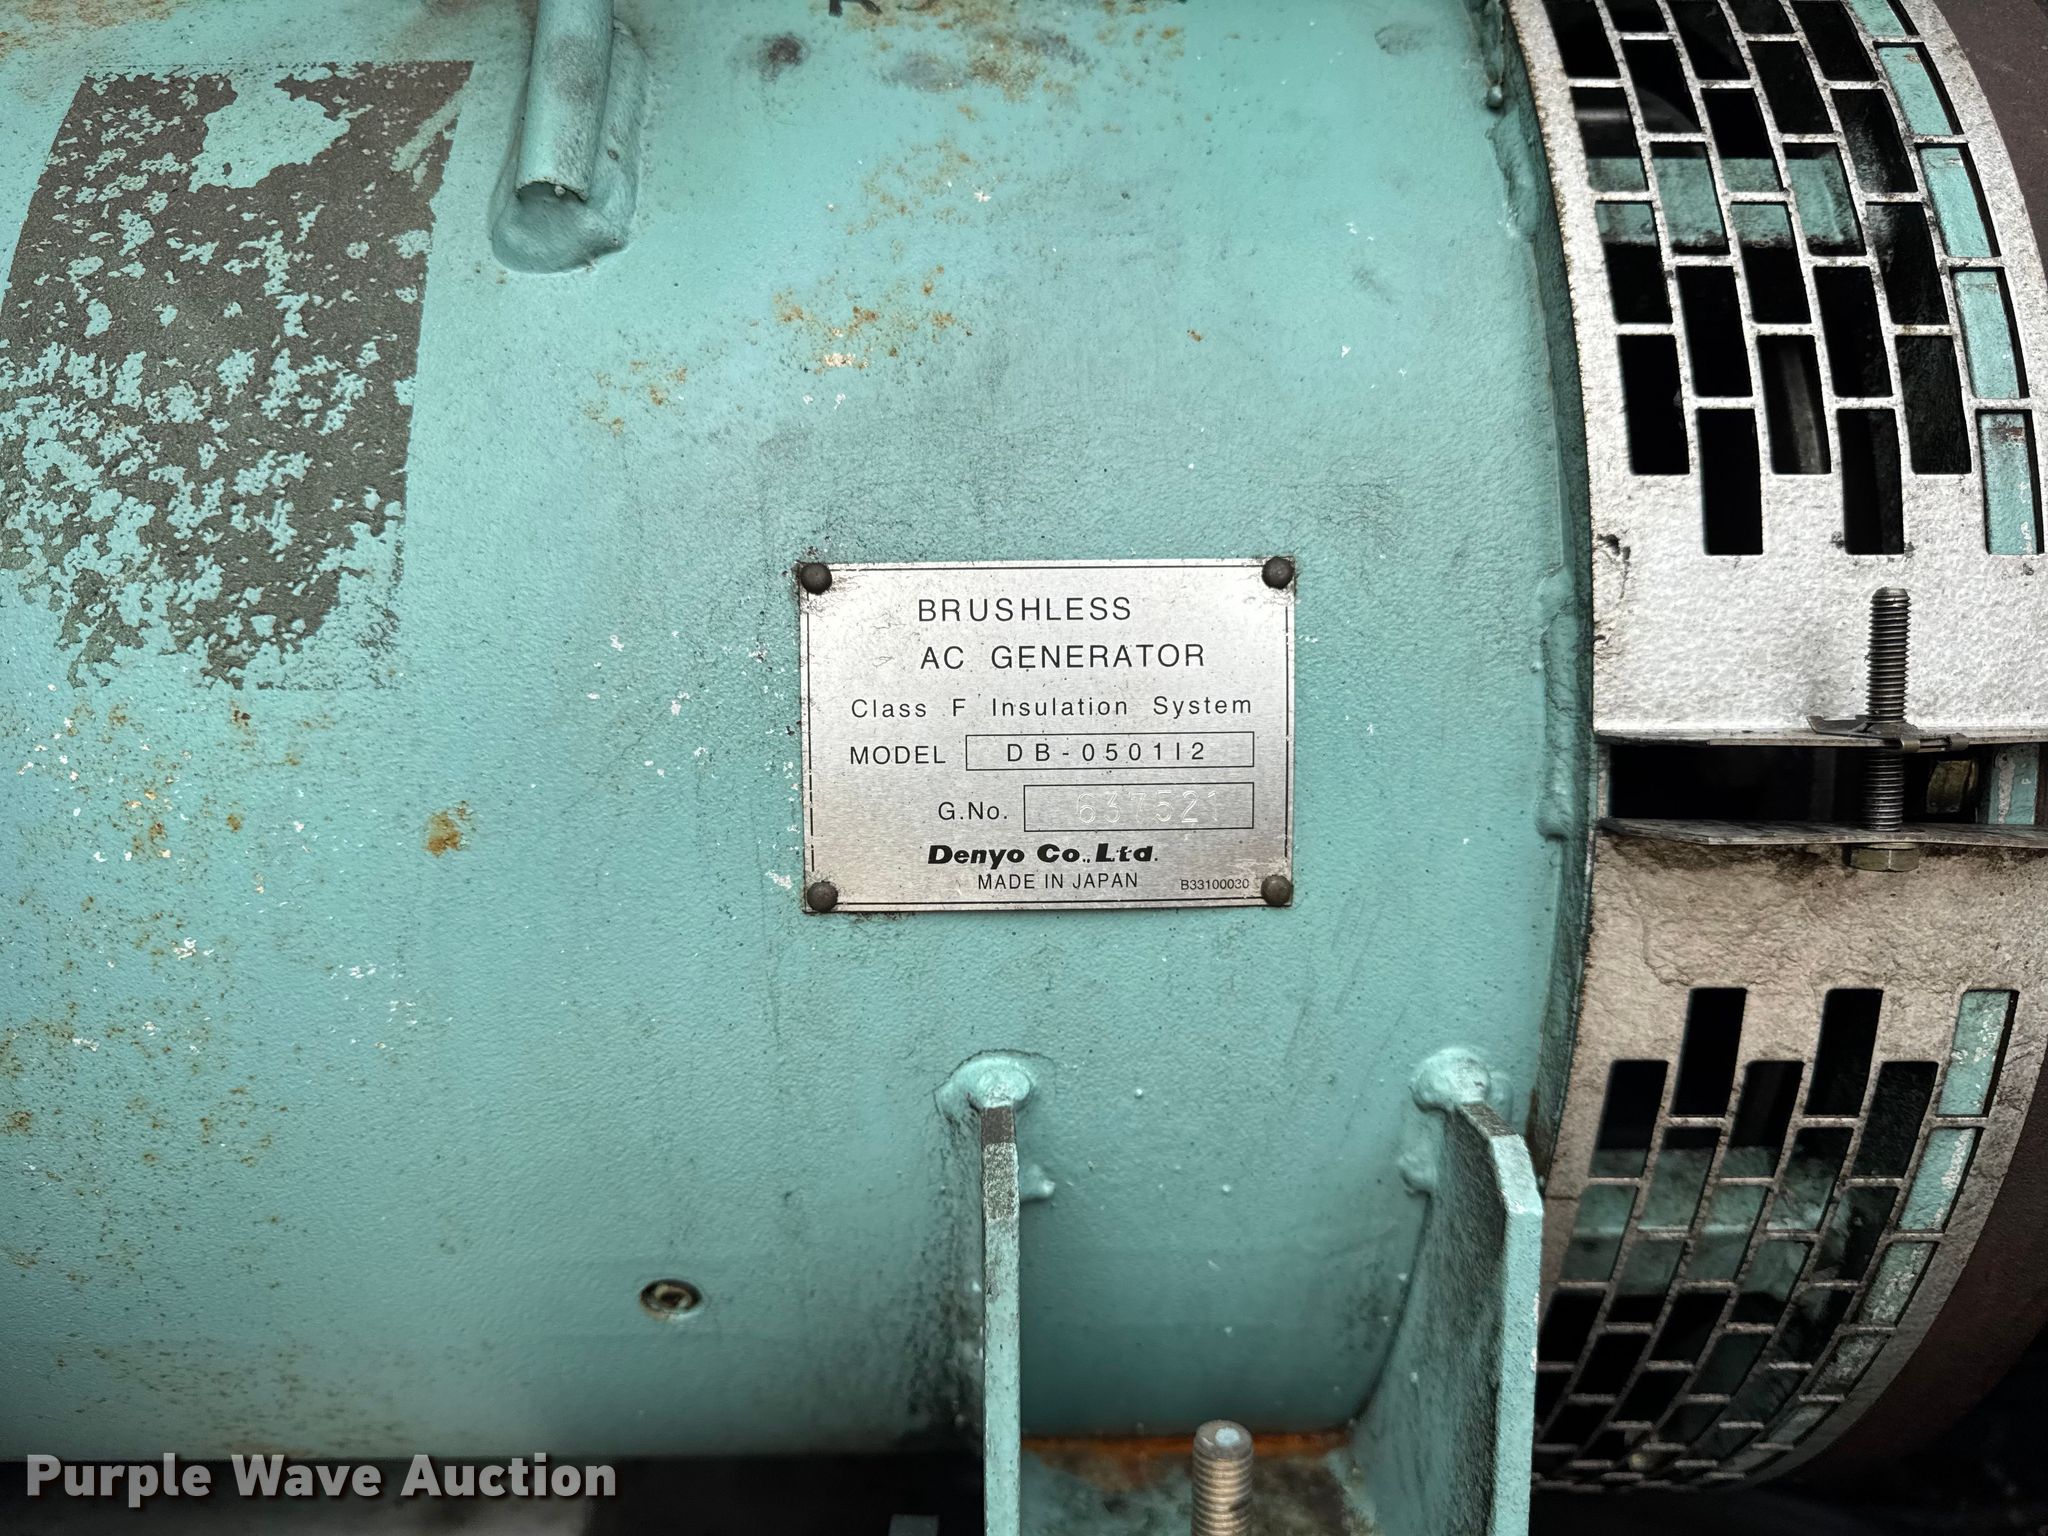 BRUSHLESS
AC GENERATOR
Class F Insulation System
MODEL DB-0501I2
G.No. 637521
Denyo Co.,Ltd.
MADE IN JAPAN B33100030
Purple Wave Auction